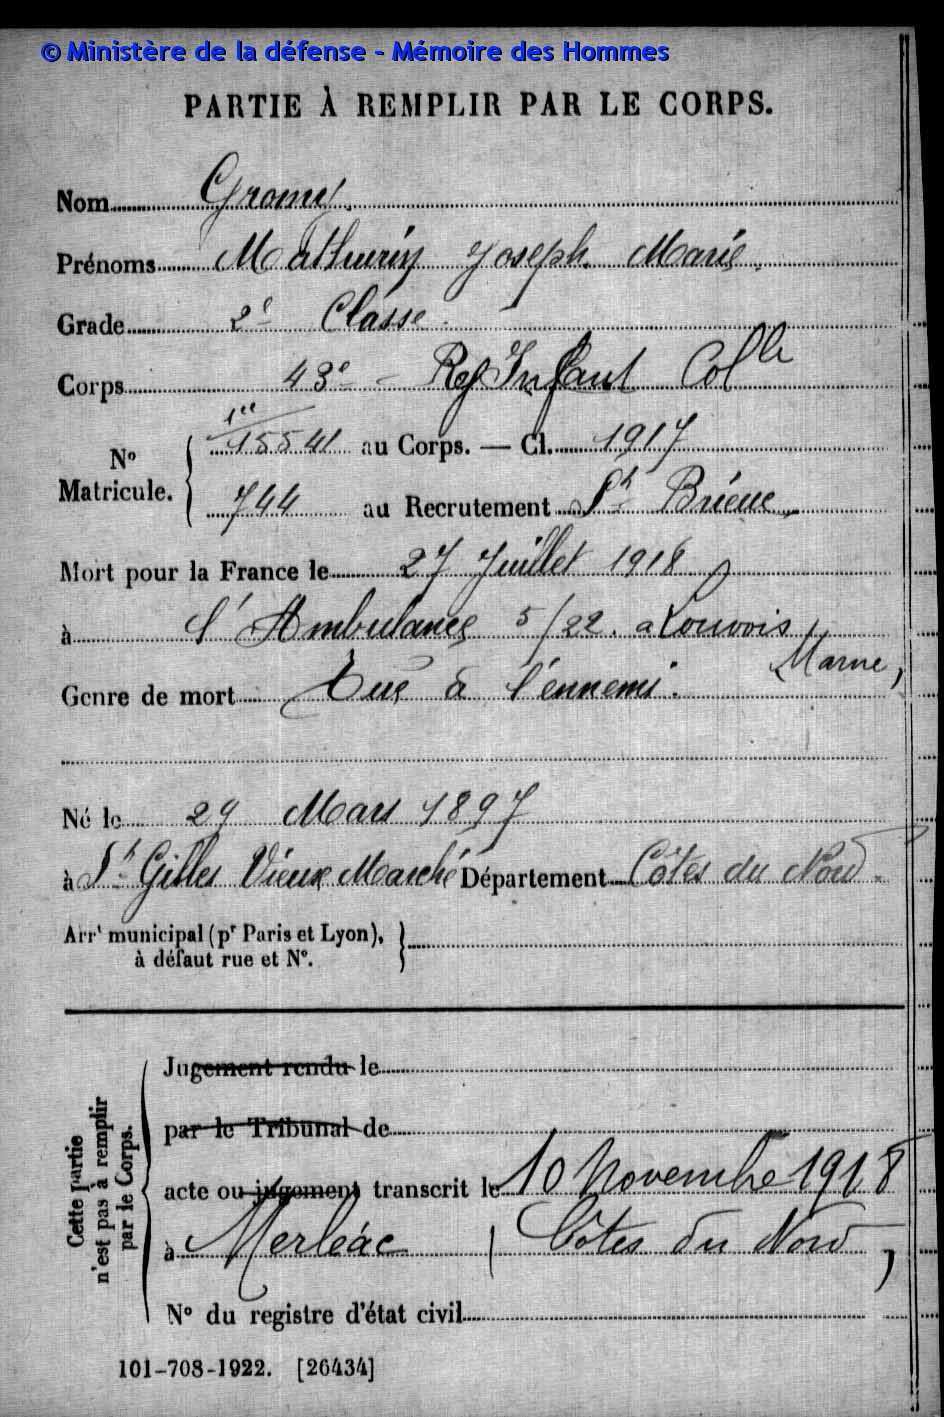 © Ministère de la défense - Mémoire des Hommes
PARTIE À REMPLIR PAR LE CORPS.
Nom Gromy.
Prénoms Mathurin Joseph Marie.
Grade 2e Classe.
Corps 43e - Reg Infant Colle
1er
15541 au Corps. — Cl. 1917
No Matricule.
744 au Recrutement St Brieuc
Mort pour la France le 27 Juillet 1918
à l'Ambulance 5/22. a Louvois
Marne,
Genre de mort Tué à l'ennemi.
Né le 29 Mars 1897
à St Gilles Vieux Marché Département Côtes du Nord.
Arrt municipal (pr Paris et Lyon),
à défaut rue et No.
Cette partie
n'est pas à remplir
par le Corps.
Jugement rendu le
par le Tribunal de
acte ou jugement transcrit le 10 Novembre 1918
à Merléac (Côtes du Nord)
No du registre d'état civil
101-708-1922. [26434]